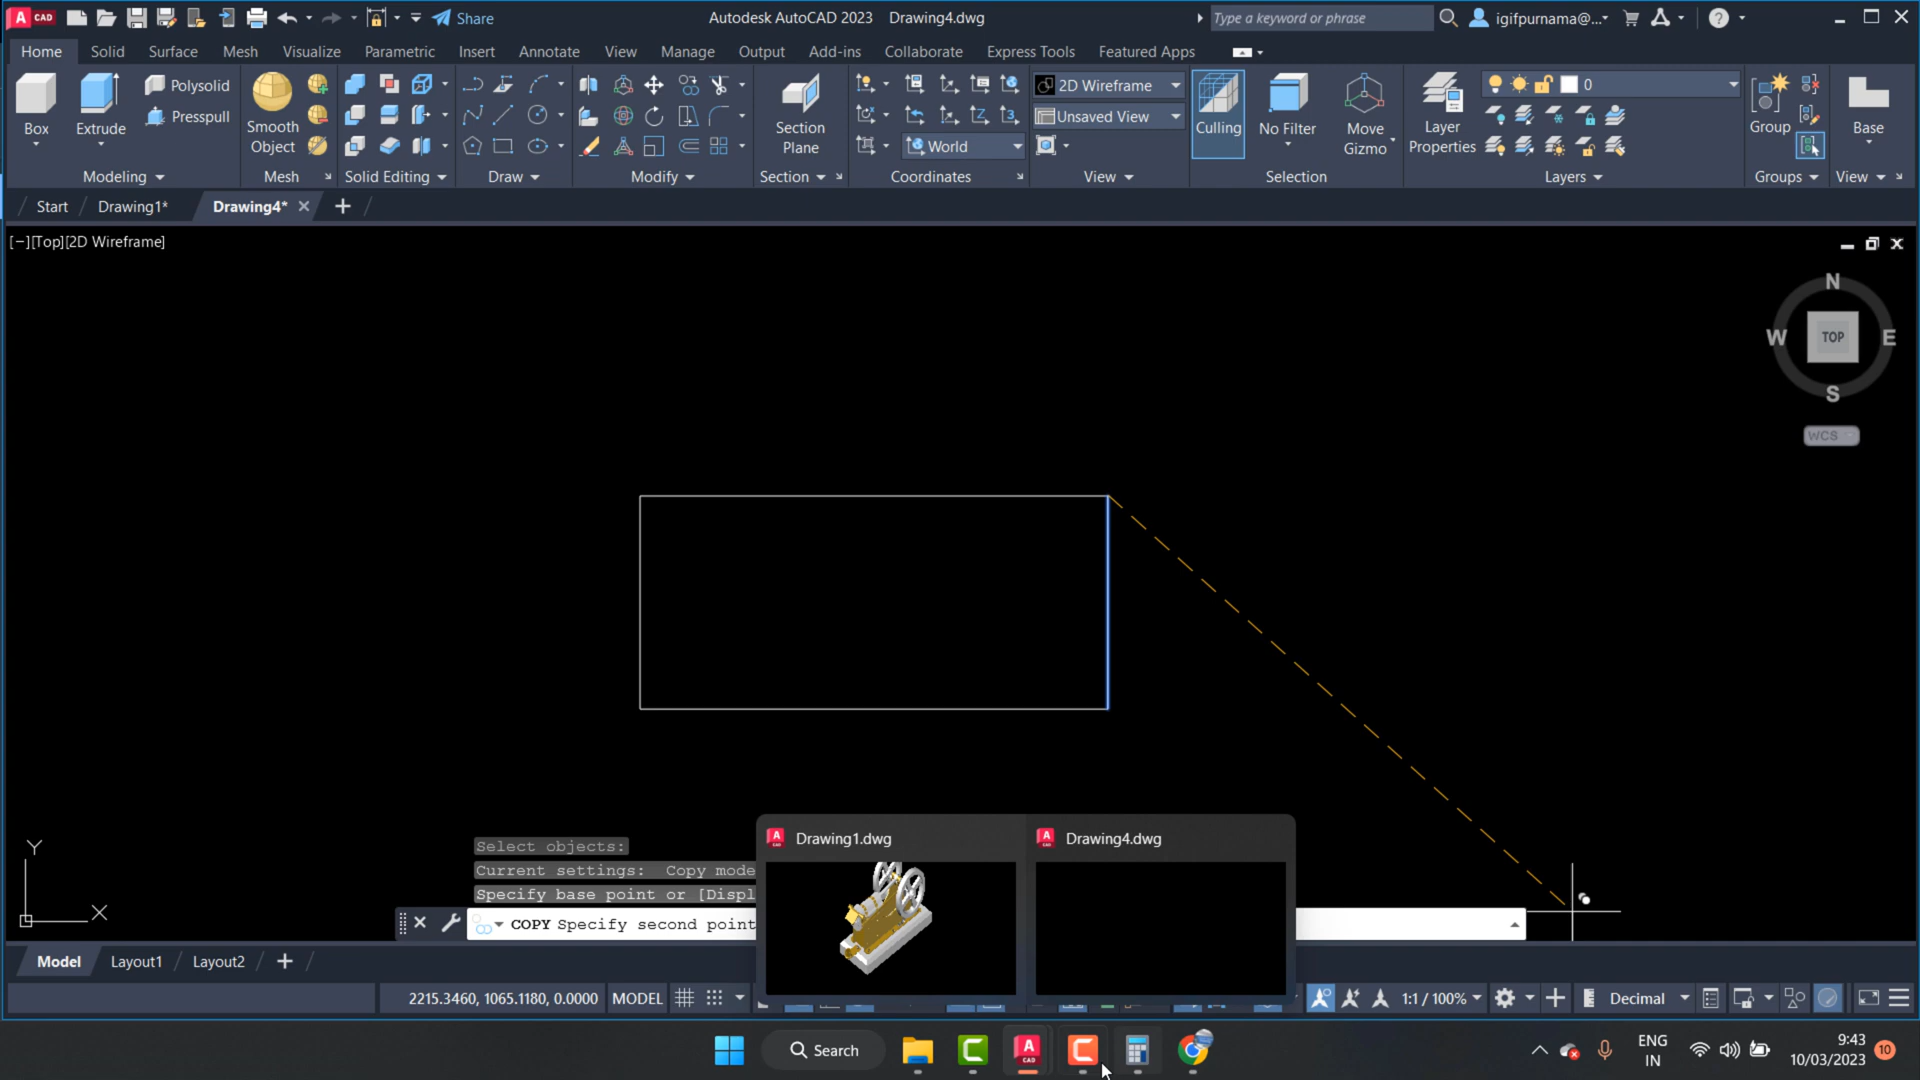 A CAD Share Autodesk AutoCAD 2023 Drawing4.dwg Type a keyword or phrase igifpurnama@...
Home Solid Surface Mesh Visualize Parametric Insert Annotate View Manage Output Add-ins Collaborate Express Tools Featured Apps
Box Extrude Polysolid Presspull
Smooth Object
Section Plane
World
2D Wireframe
Unsaved View
Culling No Filter Move Gizmo
Layer Properties
0
Group
Base
Modeling Mesh Solid Editing Draw Modify Section Coordinates View Selection Layers Groups View
Start Drawing1* Drawing4* +
[−][Top][2D Wireframe]
N
W TOP E
S
WCS
Drawing1.dwg Drawing4.dwg
Select objects:
Current settings: Copy mode
Specify base point or [Displ
COPY Specify second point
Y
X
Model Layout1 Layout2 +
2215.3460, 1065.1180, 0.0000 MODEL 1:1 / 100% Decimal
Search
A CAD
ENG
IN
9:43
10/03/2023
10